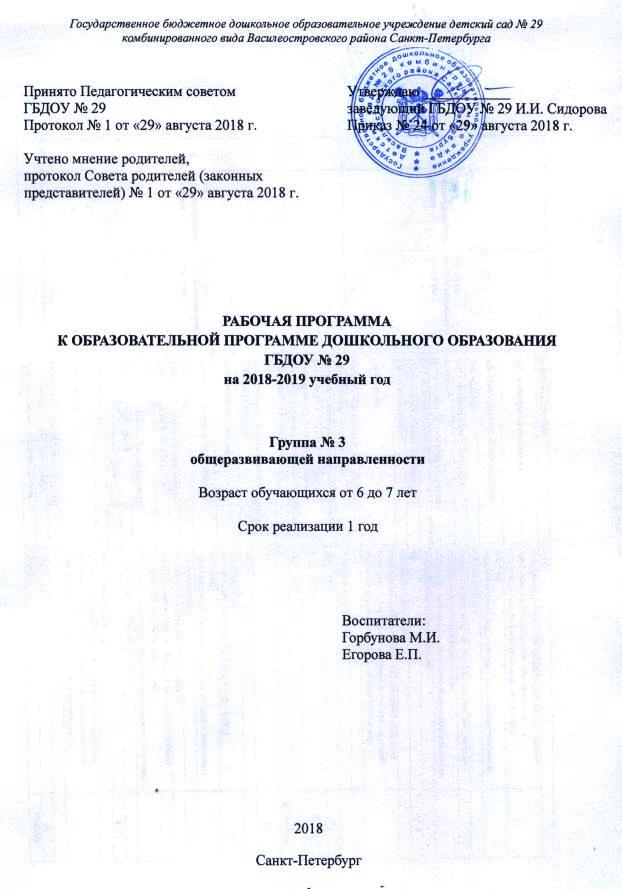 Государственное бюджетное дошкольное образовательное учреждение детский сад № 29
комбинированного вида Василеостровского района Санкт-Петербурга
Принято Педагогическим советом
ГБДОУ № 29
Протокол № 1 от «29» августа 2018 г.
Учтено мнение родителей,
протокол Совета родителей (законных
представителей) № 1 от «29» августа 2018 г.
Утверждаю
заведующий ГБДОУ № 29 И.И. Сидорова
Приказ № 24 от «29» августа 2018 г.
РАБОЧАЯ ПРОГРАММА
К ОБРАЗОВАТЕЛЬНОЙ ПРОГРАММЕ ДОШКОЛЬНОГО ОБРАЗОВАНИЯ
ГБДОУ № 29
на 2018-2019 учебный год
Группа № 3
общеразвивающей направленности
Возраст обучающихся от 6 до 7 лет
Срок реализации 1 год
Воспитатели:
Горбунова М.И.
Егорова Е.П.
2018
Санкт-Петербург